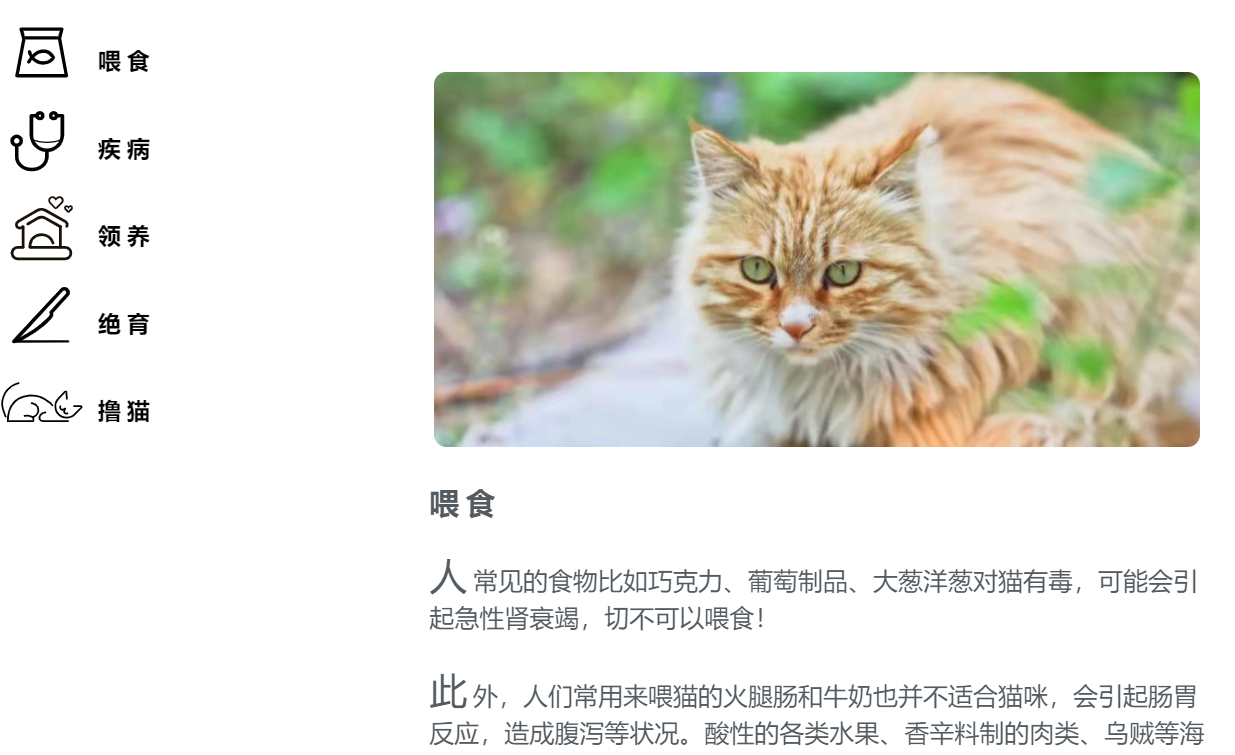 喂食
疾病
领养
绝育
撸猫
喂食
人常见的食物比如巧克力、葡萄制品、大葱洋葱对猫有毒，可能会引
起急性肾衰竭，切不可以喂食！
此外，人们常用来喂猫的火腿肠和牛奶也并不适合猫咪，会引起肠胃
反应，造成腹泻等状况。酸性的各类水果、香辛料制的肉类、乌贼等海